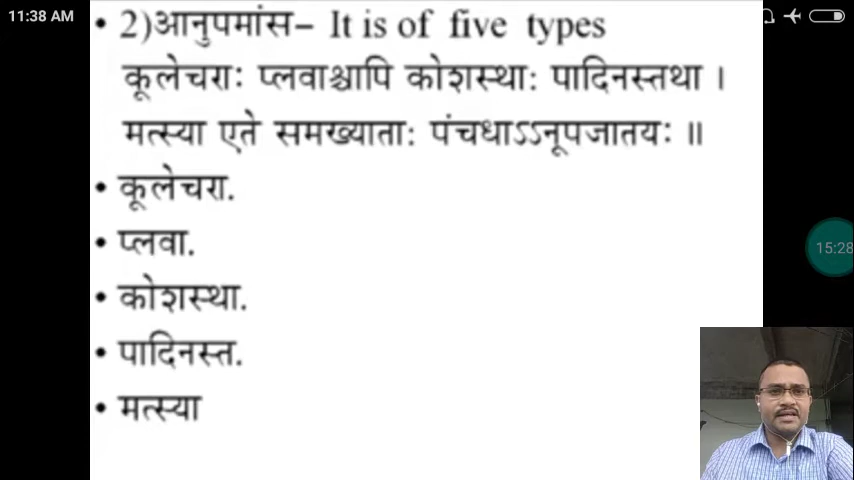 11:38 AM
• 2)आनुपमांस– It is of five types
कूलेचराः प्लवाश्चापि कोशस्था: पादिनस्तथा ।
मत्स्या एते समख्याता: पंचधाऽऽनूपजातयः ॥
• कूलेचरा.
• प्लवा.
• कोशस्था.
• पादिनस्त.
• मत्स्या
15:28